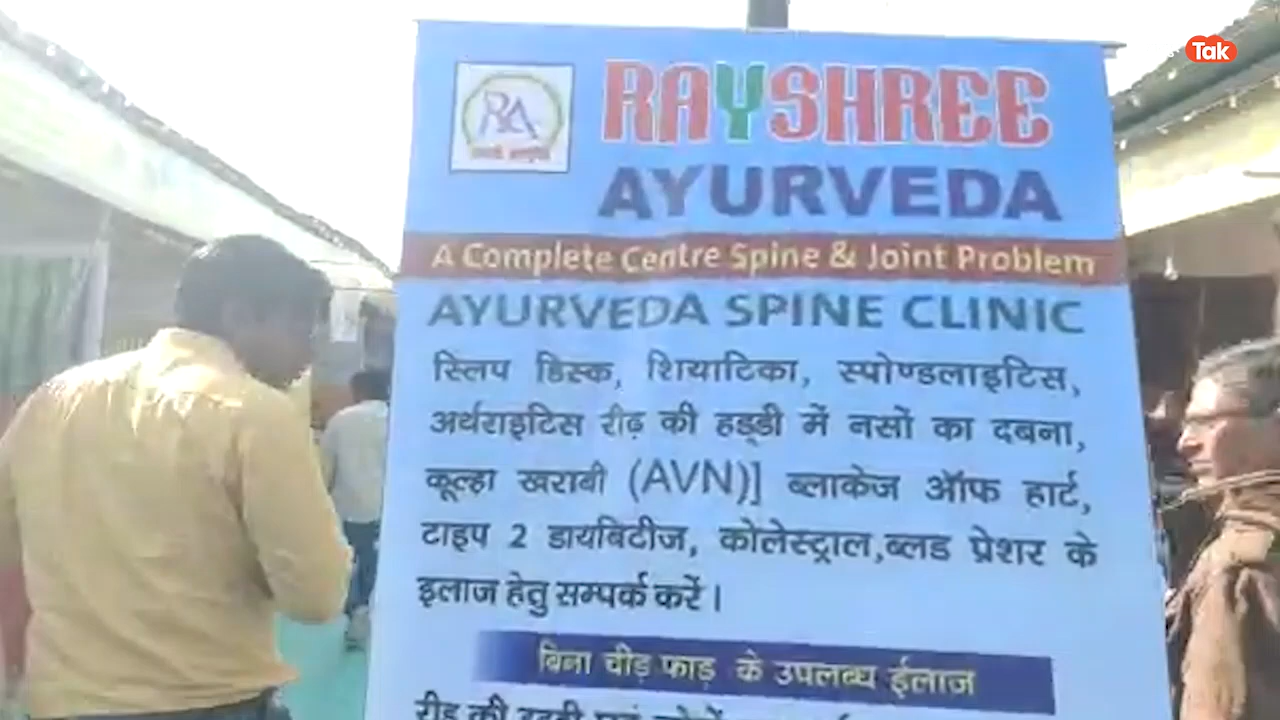 Tak
RA
RAYSHREE
AYURVEDA
A Complete Centre Spine & Joint Problem
AYURVEDA SPINE CLINIC
स्लिप डिस्क, शियाटिका, स्पोण्डलाइटिस,
अर्थराइटिस रीढ़ की हड्डी में नसों का दबना,
कूल्हा खराबी (AVN)] ब्लाकेज ऑफ हार्ट,
टाइप 2 डायबिटीज, कोलेस्ट्राल,ब्लड प्रेशर के
इलाज हेतु सम्पर्क करें।
बिना चीड़ फाड़ के उपलब्ध ईलाज